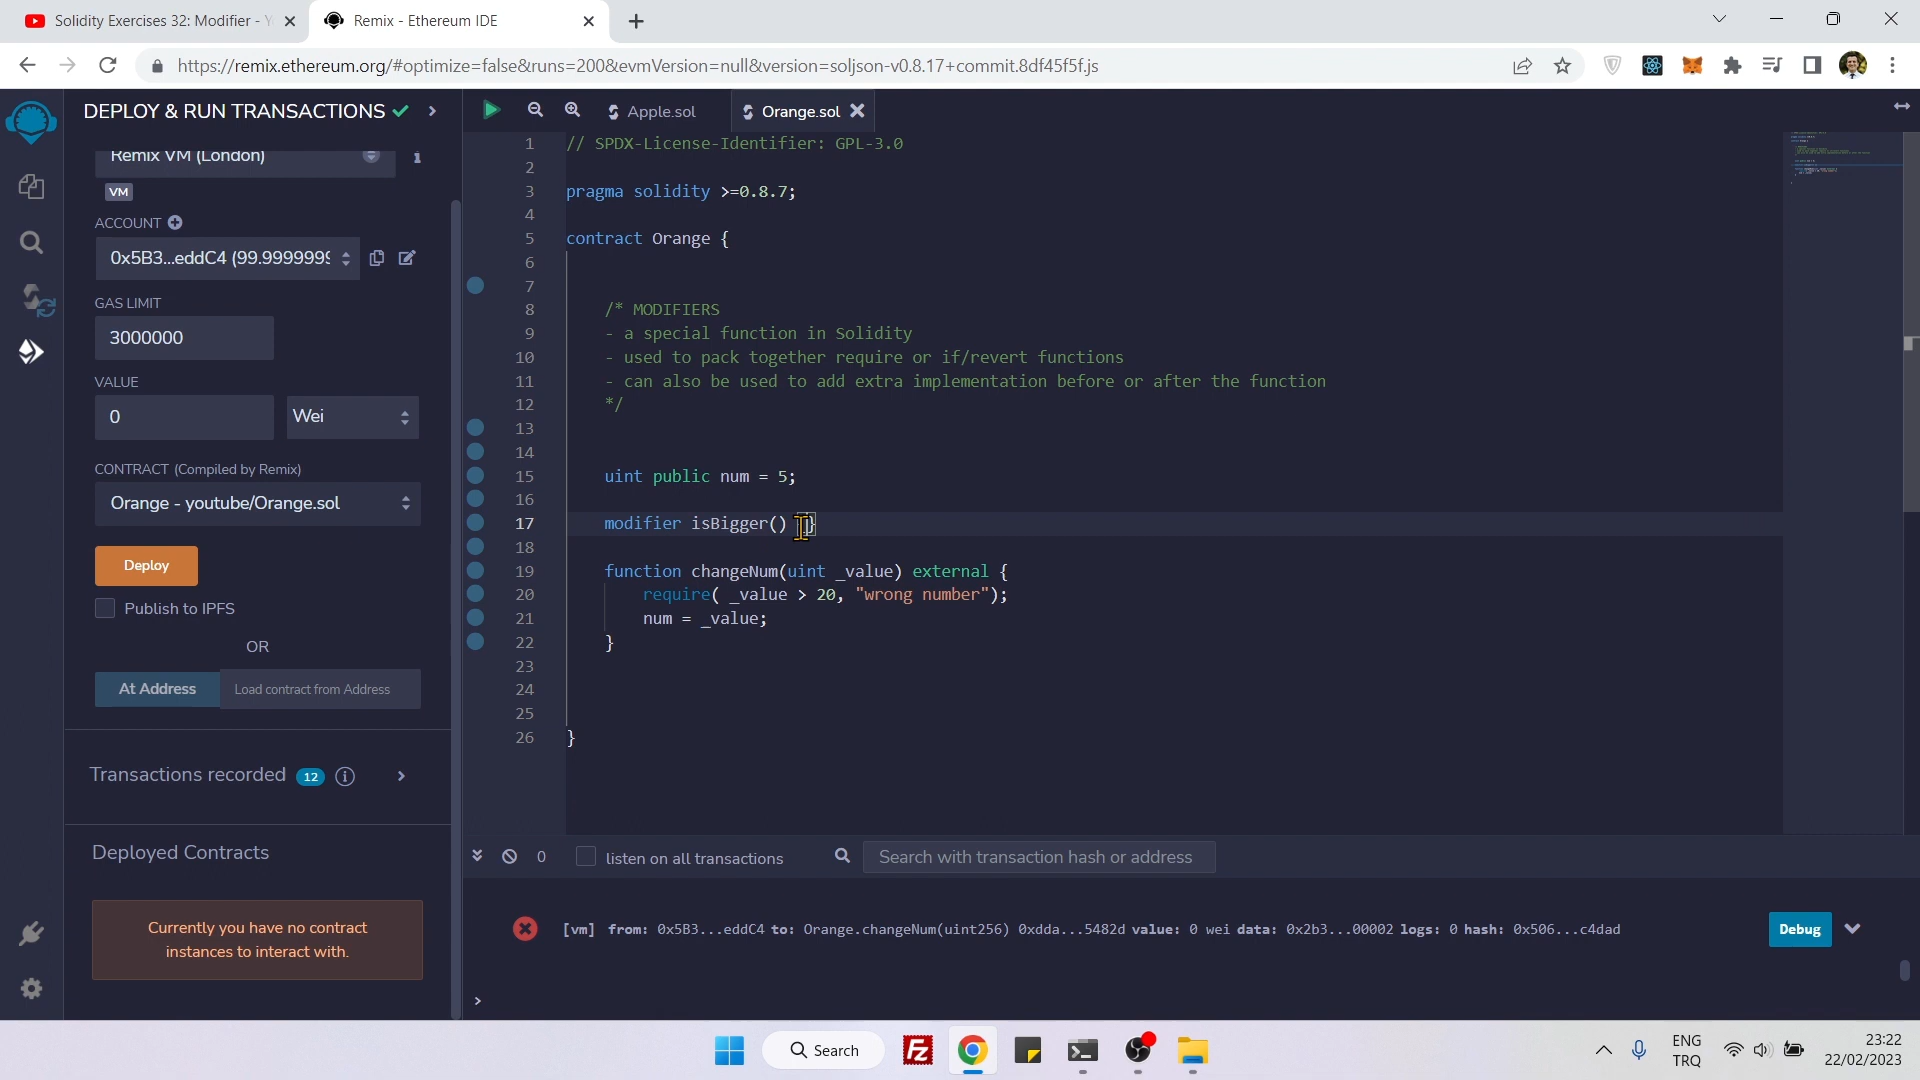 Solidity Exercises 32: Modifier - Y
Remix - Ethereum IDE
https://remix.ethereum.org/#optimize=false&runs=200&evmVersion=null&version=soljson-v0.8.17+commit.8df45f5f.js
DEPLOY & RUN TRANSACTIONS
Remix VM (London)
VM
ACCOUNT
0x5B3...eddC4 (99.9999999
GAS LIMIT
3000000
VALUE
0
Wei
CONTRACT (Compiled by Remix)
Orange - youtube/Orange.sol
Deploy
Publish to IPFS
OR
At Address
Load contract from Address
Transactions recorded 12
Deployed Contracts
Currently you have no contract
instances to interact with.
Apple.sol
Orange.sol
1 // SPDX-License-Identifier: GPL-3.0
2
3 pragma solidity >=0.8.7;
4
5 contract Orange {
6
7
8 /* MODIFIERS
9 - a special function in Solidity
10 - used to pack together require or if/revert functions
11 - can also be used to add extra implementation before or after the function
12 */
13
14
15 uint public num = 5;
16
17 modifier isBigger() {}
18
19 function changeNum(uint _value) external {
20 require( _value > 20, "wrong number");
21 num = _value;
22 }
23
24
25
26 }
0
listen on all transactions
Search with transaction hash or address
[vm] from: 0x5B3...eddC4 to: Orange.changeNum(uint256) 0xdda...5482d value: 0 wei data: 0x2b3...00002 logs: 0 hash: 0x506...c4dad
Debug
>
Search
Fz
ENG
TRQ
23:22
22/02/2023